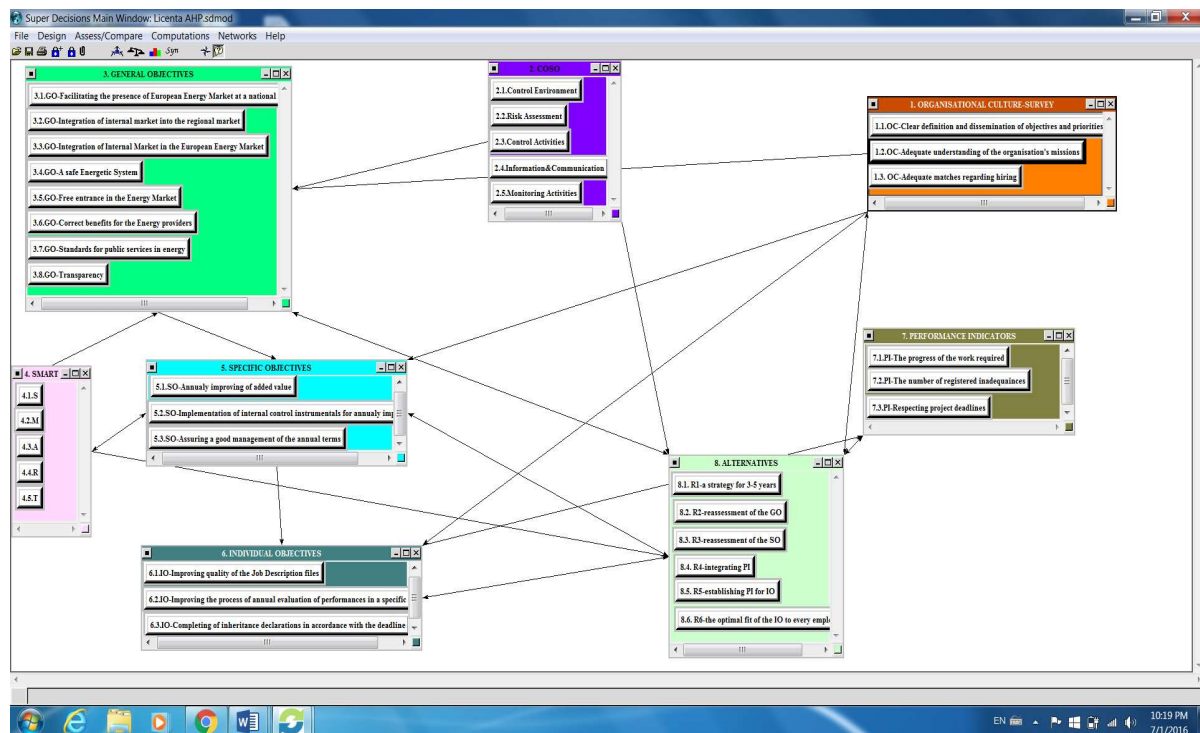 Super Decisions Main Window: Licenta AHP.sdmod
File Design Assess/Compare Computations Networks Help
Syn
3. GENERAL OBJECTIVES
3.1.GO-Facilitating the presence of European Energy Market at a national
3.2.GO-Integration of internal market into the regional market
3.3.GO-Integration of Internal Market in the European Energy Market
3.4.GO-A safe Energetic System
3.5.GO-Free entrance in the Energy Market
3.6.GO-Correct benefits for the Energy providers
3.7.GO-Standards for public services in energy
3.8.GO-Transparency
2. COSO
2.1.Control Environment
2.2.Risk Assessment
2.3.Control Activities
2.4.Information&Communication
2.5.Monitoring Activities
1. ORGANISATIONAL CULTURE-SURVEY
1.1.OC-Clear definition and dissemination of objectives and priorities
1.2.OC-Adequate understanding of the organisation's missions
1.3. OC-Adequate matches regarding hiring
4. SMART
4.1.S
4.2.M
4.3.A
4.4.R
4.5.T
5. SPECIFIC OBJECTIVES
5.1.SO-Annualy improving of added value
5.2.SO-Implementation of internal control instrumentals for annualy imp
5.3.SO-Assuring a good management of the annual terms
7. PERFORMANCE INDICATORS
7.1.PI-The progress of the work required
7.2.PI-The number of registered inadequainces
7.3.PI-Respecting project deadlines
6. INDIVIDUAL OBJECTIVES
6.1.IO-Improving quality of the Job Description files
6.2.IO-Improving the process of annual evaluation of performances in a specific
6.3.IO-Completing of inheritance declarations in accordance with the deadline
8. ALTERNATIVES
8.1. R1-a strategy for 3-5 years
8.2. R2-reassessment of the GO
8.3. R3-reassessment of the SO
8.4. R4-integrating PI
8.5. R5-establishing PI for IO
8.6. R6-the optimal fit of the IO to every empl
EN
10:19 PM
7/1/2016